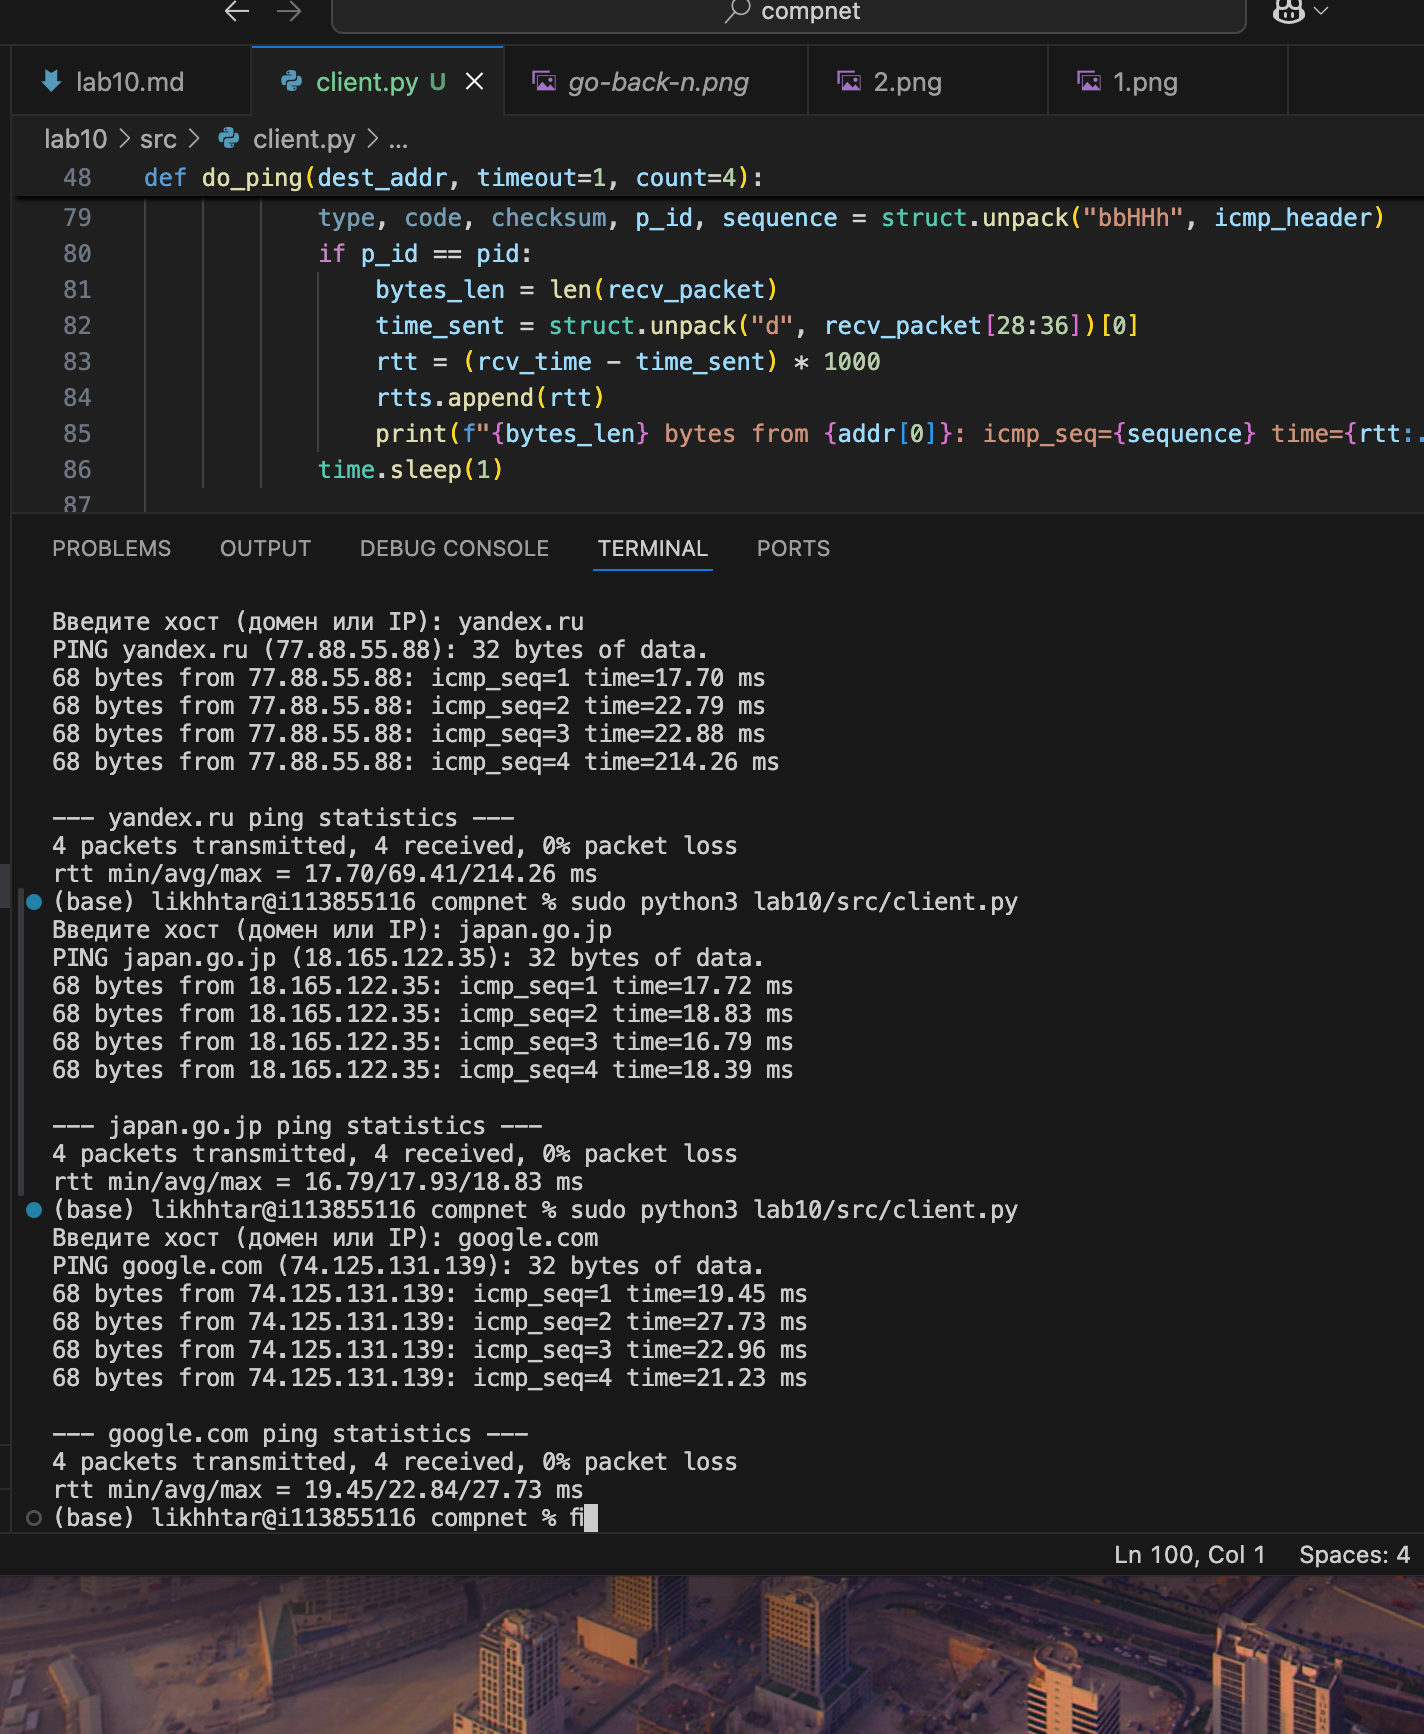 compnet
lab10.md client.py U go-back-n.png 2.png 1.png
lab10 > src > client.py > ...
48 def do_ping(dest_addr, timeout=1, count=4):
79 type, code, checksum, p_id, sequence = struct.unpack("bbHHh", icmp_header)
80 if p_id == pid:
81 bytes_len = len(recv_packet)
82 time_sent = struct.unpack("d", recv_packet[28:36])[0]
83 rtt = (rcv_time - time_sent) * 1000
84 rtts.append(rtt)
85 print(f"{bytes_len} bytes from {addr[0]}: icmp_seq={sequence} time={rtt:.
86 time.sleep(1)
87
PROBLEMS OUTPUT DEBUG CONSOLE TERMINAL PORTS
Введите хост (домен или IP): yandex.ru
PING yandex.ru (77.88.55.88): 32 bytes of data.
68 bytes from 77.88.55.88: icmp_seq=1 time=17.70 ms
68 bytes from 77.88.55.88: icmp_seq=2 time=22.79 ms
68 bytes from 77.88.55.88: icmp_seq=3 time=22.88 ms
68 bytes from 77.88.55.88: icmp_seq=4 time=214.26 ms
--- yandex.ru ping statistics ---
4 packets transmitted, 4 received, 0% packet loss
rtt min/avg/max = 17.70/69.41/214.26 ms
(base) likhhtar@i113855116 compnet % sudo python3 lab10/src/client.py
Введите хост (домен или IP): japan.go.jp
PING japan.go.jp (18.165.122.35): 32 bytes of data.
68 bytes from 18.165.122.35: icmp_seq=1 time=17.72 ms
68 bytes from 18.165.122.35: icmp_seq=2 time=18.83 ms
68 bytes from 18.165.122.35: icmp_seq=3 time=16.79 ms
68 bytes from 18.165.122.35: icmp_seq=4 time=18.39 ms
--- japan.go.jp ping statistics ---
4 packets transmitted, 4 received, 0% packet loss
rtt min/avg/max = 16.79/17.93/18.83 ms
(base) likhhtar@i113855116 compnet % sudo python3 lab10/src/client.py
Введите хост (домен или IP): google.com
PING google.com (74.125.131.139): 32 bytes of data.
68 bytes from 74.125.131.139: icmp_seq=1 time=19.45 ms
68 bytes from 74.125.131.139: icmp_seq=2 time=27.73 ms
68 bytes from 74.125.131.139: icmp_seq=3 time=22.96 ms
68 bytes from 74.125.131.139: icmp_seq=4 time=21.23 ms
--- google.com ping statistics ---
4 packets transmitted, 4 received, 0% packet loss
rtt min/avg/max = 19.45/22.84/27.73 ms
(base) likhhtar@i113855116 compnet % fi
Ln 100, Col 1 Spaces: 4